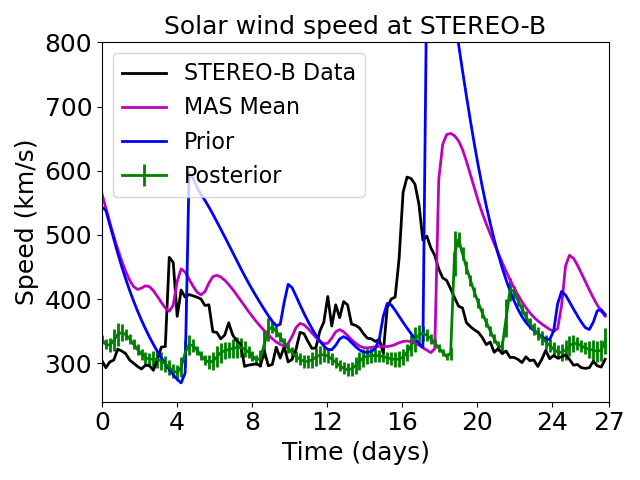 Solar wind speed at STEREO-B
Speed (km/s)
800
700
600
500
400
300
STEREO-B Data
MAS Mean
Prior
Posterior
0 4 8 12 16 20 24 27
Time (days)